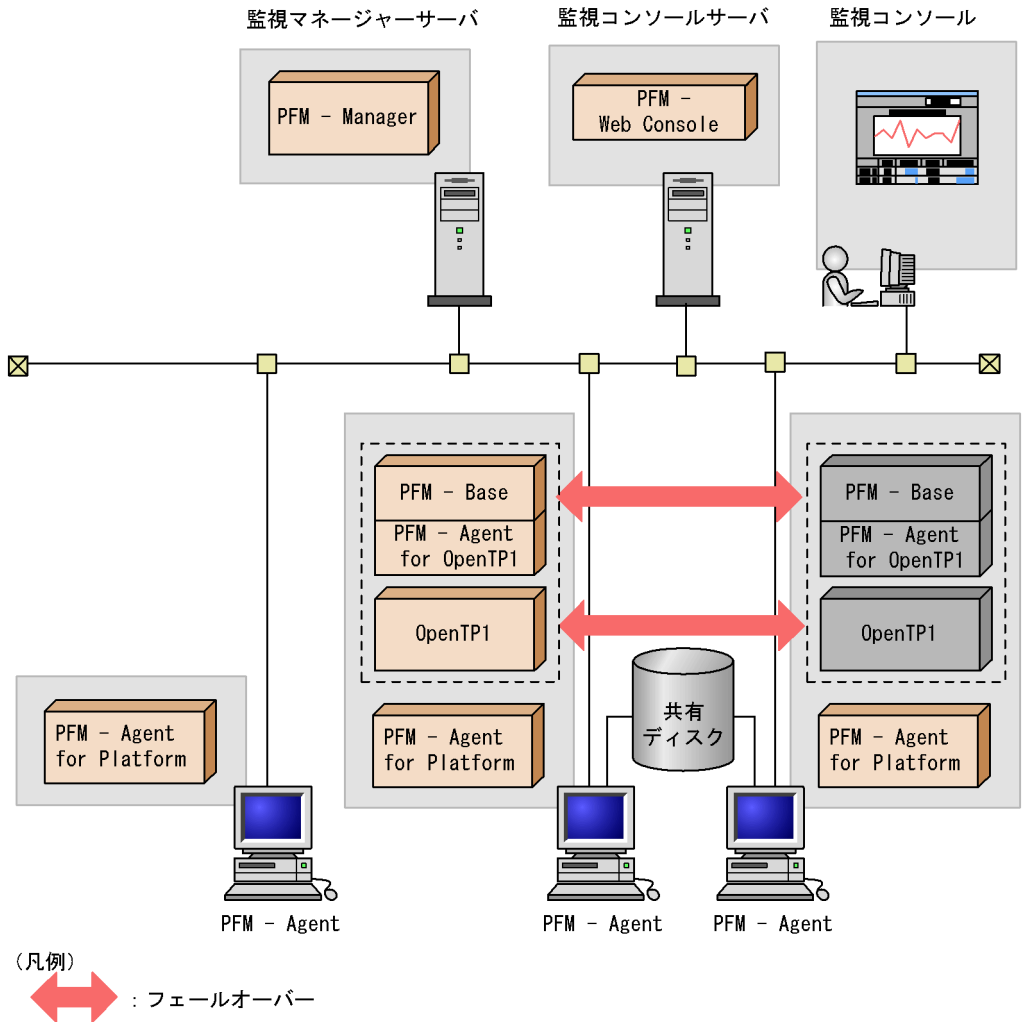 監視マネージャーサーバ
監視コンソールサーバ
監視コンソール
PFM - Manager
PFM -
Web Console
PFM - Base
PFM - Agent
for OpenTP1
OpenTP1
PFM - Agent
for Platform
PFM - Base
PFM - Agent
for OpenTP1
OpenTP1
PFM - Agent
for Platform
共有
ディスク
PFM - Agent
for Platform
PFM - Agent
PFM - Agent
PFM - Agent
(凡例)
: フェールオーバー